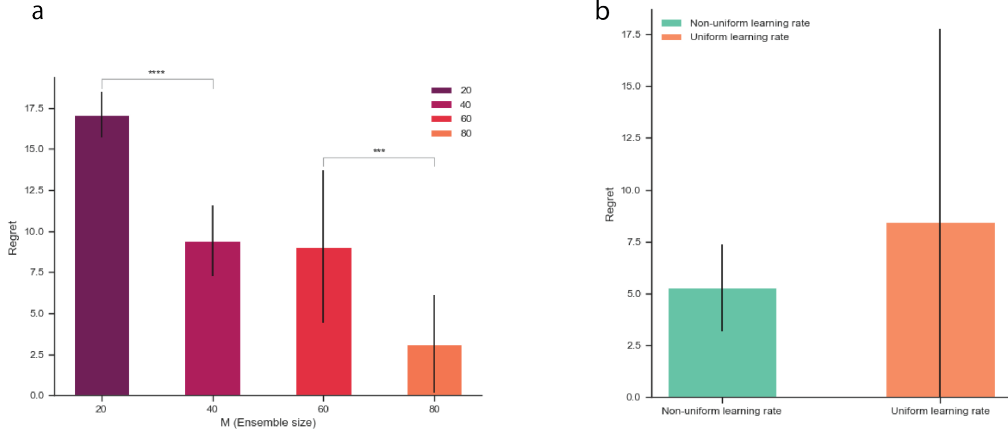 a
****
20
40
60
80
***
17.5
15.0
12.5
10.0
7.5
5.0
2.5
0.0
Regret
20 40 60 80
M (Ensemble size)
b
Non-uniform learning rate
Uniform learning rate
17.5
15.0
12.5
10.0
7.5
5.0
2.5
0.0
Regret
Non-uniform learning rate Uniform learning rate